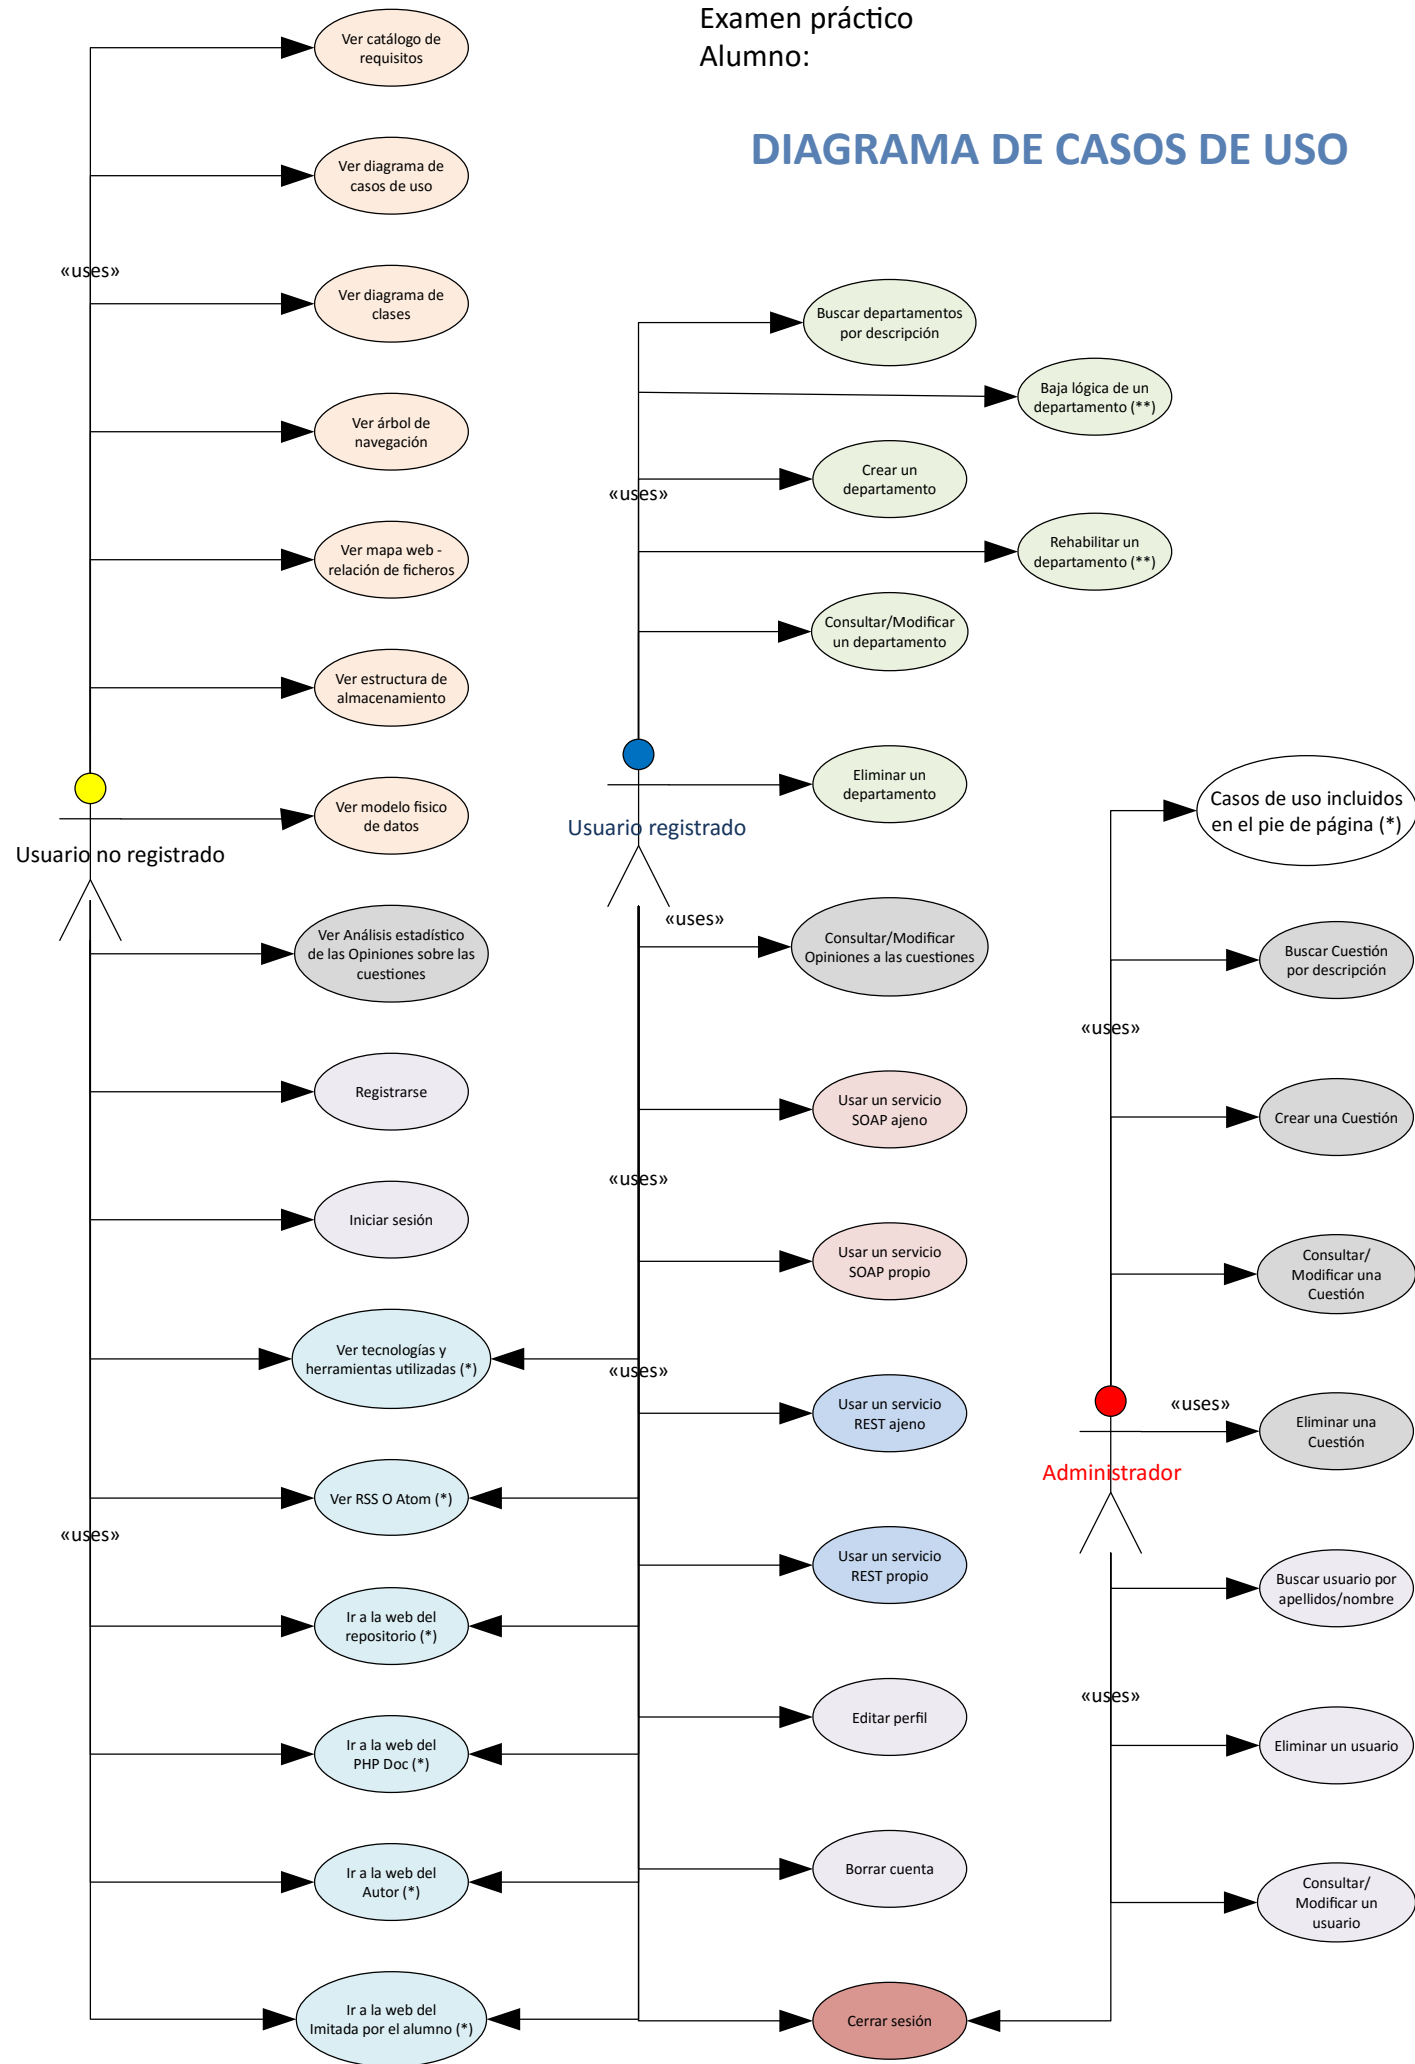 Examen práctico
Alumno:
DIAGRAMA DE CASOS DE USO
Ver catálogo de
requisitos
Ver diagrama de
casos de uso
«uses»
Ver diagrama de
clases
Ver árbol de
navegación
Ver mapa web -
relación de ficheros
Ver estructura de
almacenamiento
Ver modelo fisico
de datos
Usuario no registrado
Ver Análisis estadístico
de las Opiniones sobre las
cuestiones
Registrarse
Iniciar sesión
Ver tecnologías y
herramientas utilizadas (*)
Ver RSS O Atom (*)
«uses»
Ir a la web del
repositorio (*)
Ir a la web del
PHP Doc (*)
Ir a la web del
Autor (*)
Ir a la web del
Imitada por el alumno (*)
Buscar departamentos
por descripción
Baja lógica de un
departamento (**)
Crear un
departamento
«uses»
Rehabilitar un
departamento (**)
Consultar/Modificar
un departamento
Eliminar un
departamento
Usuario registrado
«uses»
Consultar/Modificar
Opiniones a las cuestiones
Usar un servicio
SOAP ajeno
«uses»
Usar un servicio
SOAP propio
«uses»
Usar un servicio
REST ajeno
Usar un servicio
REST propio
Editar perfil
Borrar cuenta
Cerrar sesión
Casos de uso incluidos
en el pie de página (*)
Buscar Cuestión
por descripción
«uses»
Crear una Cuestión
Consultar/
Modificar una
Cuestión
«uses»
Eliminar una
Cuestión
Administrador
Buscar usuario por
apellidos/nombre
«uses»
Eliminar un usuario
Consultar/
Modificar un
usuario